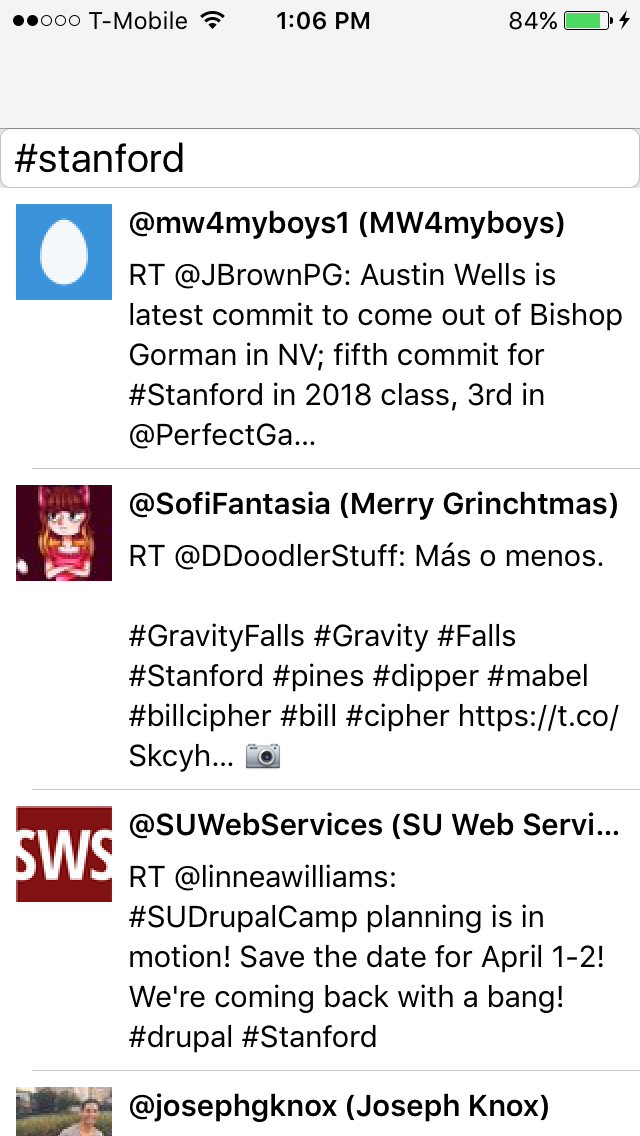 T-Mobile 1:06 PM 84%
#stanford
@mw4myboys1 (MW4myboys)
RT @JBrownPG: Austin Wells is
latest commit to come out of Bishop
Gorman in NV; fifth commit for
#Stanford in 2018 class, 3rd in
@PerfectGa...
@SofiFantasia (Merry Grinchtmas)
RT @DDoodlerStuff: Más o menos.
#GravityFalls #Gravity #Falls
#Stanford #pines #dipper #mabel
#billcipher #bill #cipher https://t.co/
Skcyh... 📷
SWS
@SUWebServices (SU Web Servi...
RT @linneawilliams:
#SUDrupalCamp planning is in
motion! Save the date for April 1-2!
We're coming back with a bang!
#drupal #Stanford
@josephgknox (Joseph Knox)